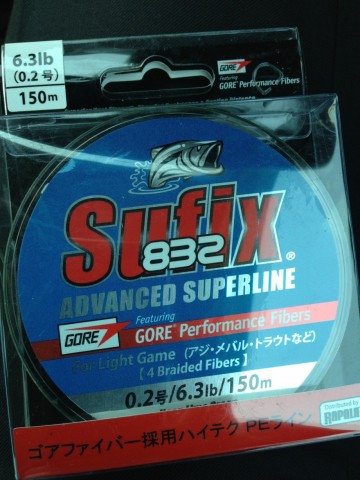 6.3lb
(0.2号)
150m
GORE
Featuring
GORE® Performance Fibers
Sufix®
832
ADVANCED SUPERLINE
GORE
Featuring
GORE® Performance Fibers
For Light Game (アジ・メバル・トラウトなど)
【4 Braided Fibers】
0.2号/6.3lb/150m
ゴアファイバー採用ハイテク PEライン
Distributed by
RAPALA